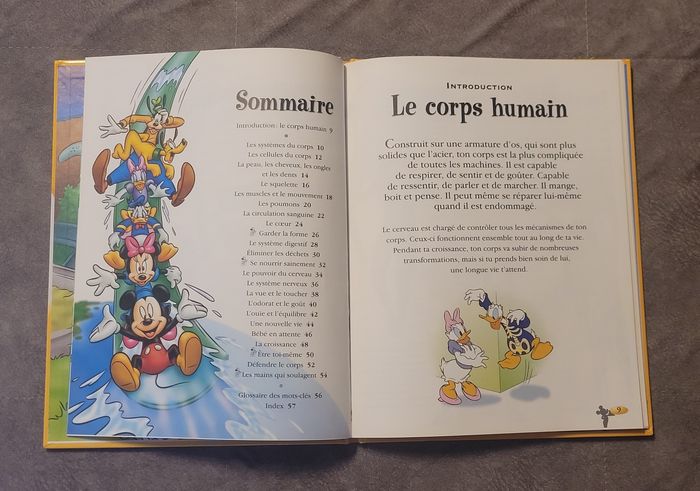 Sommaire
Introduction : le corps humain 9
Les systèmes du corps 10
Les cellules du corps 12
La peau, les cheveux, les ongles
et les dents 14
Le squelette 16
Les muscles et le mouvement 18
Les poumons 20
La circulation sanguine 22
Le cœur 24
Garder la forme 26
Le système digestif 28
Éliminer les déchets 30
Se nourrir sainement 32
Le pouvoir du cerveau 34
Le système nerveux 36
La vue et le toucher 38
L'odorat et le goût 40
L'ouïe et l'équilibre 42
Une nouvelle vie 44
Bébé en attente 46
La croissance 48
Être toi-même 50
Défendre le corps 52
Les mains qui soulagent 54
Glossaire des mots-clés 56
Index 57
Introduction
Le corps humain
Construit sur une armature d'os, qui sont plus
solides que l'acier, ton corps est la plus compliquée
de toutes les machines. Il est capable
de respirer, de sentir et de goûter. Capable
de ressentir, de parler et de marcher. Il mange,
boit et pense. Il peut même se réparer lui-même
quand il est endommagé.
Le cerveau est chargé de contrôler tous les mécanismes de ton
corps. Ceux-ci fonctionnent ensemble tout au long de ta vie.
Pendant ta croissance, ton corps va subir de nombreuses
transformations, mais si tu prends bien soin de lui,
une longue vie t'attend.
9